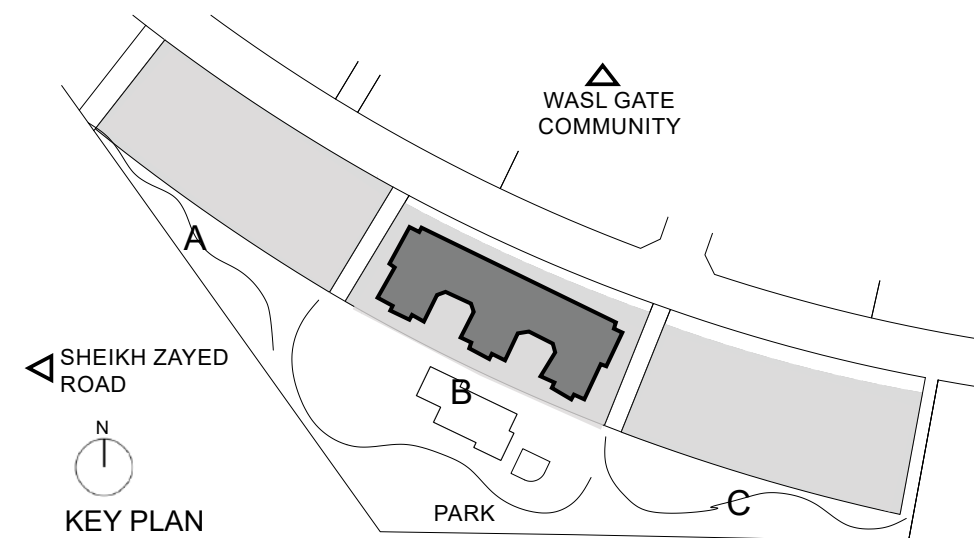 WASL GATE
COMMUNITY
A
SHEIKH ZAYED
ROAD
B
N
C
PARK
KEY PLAN